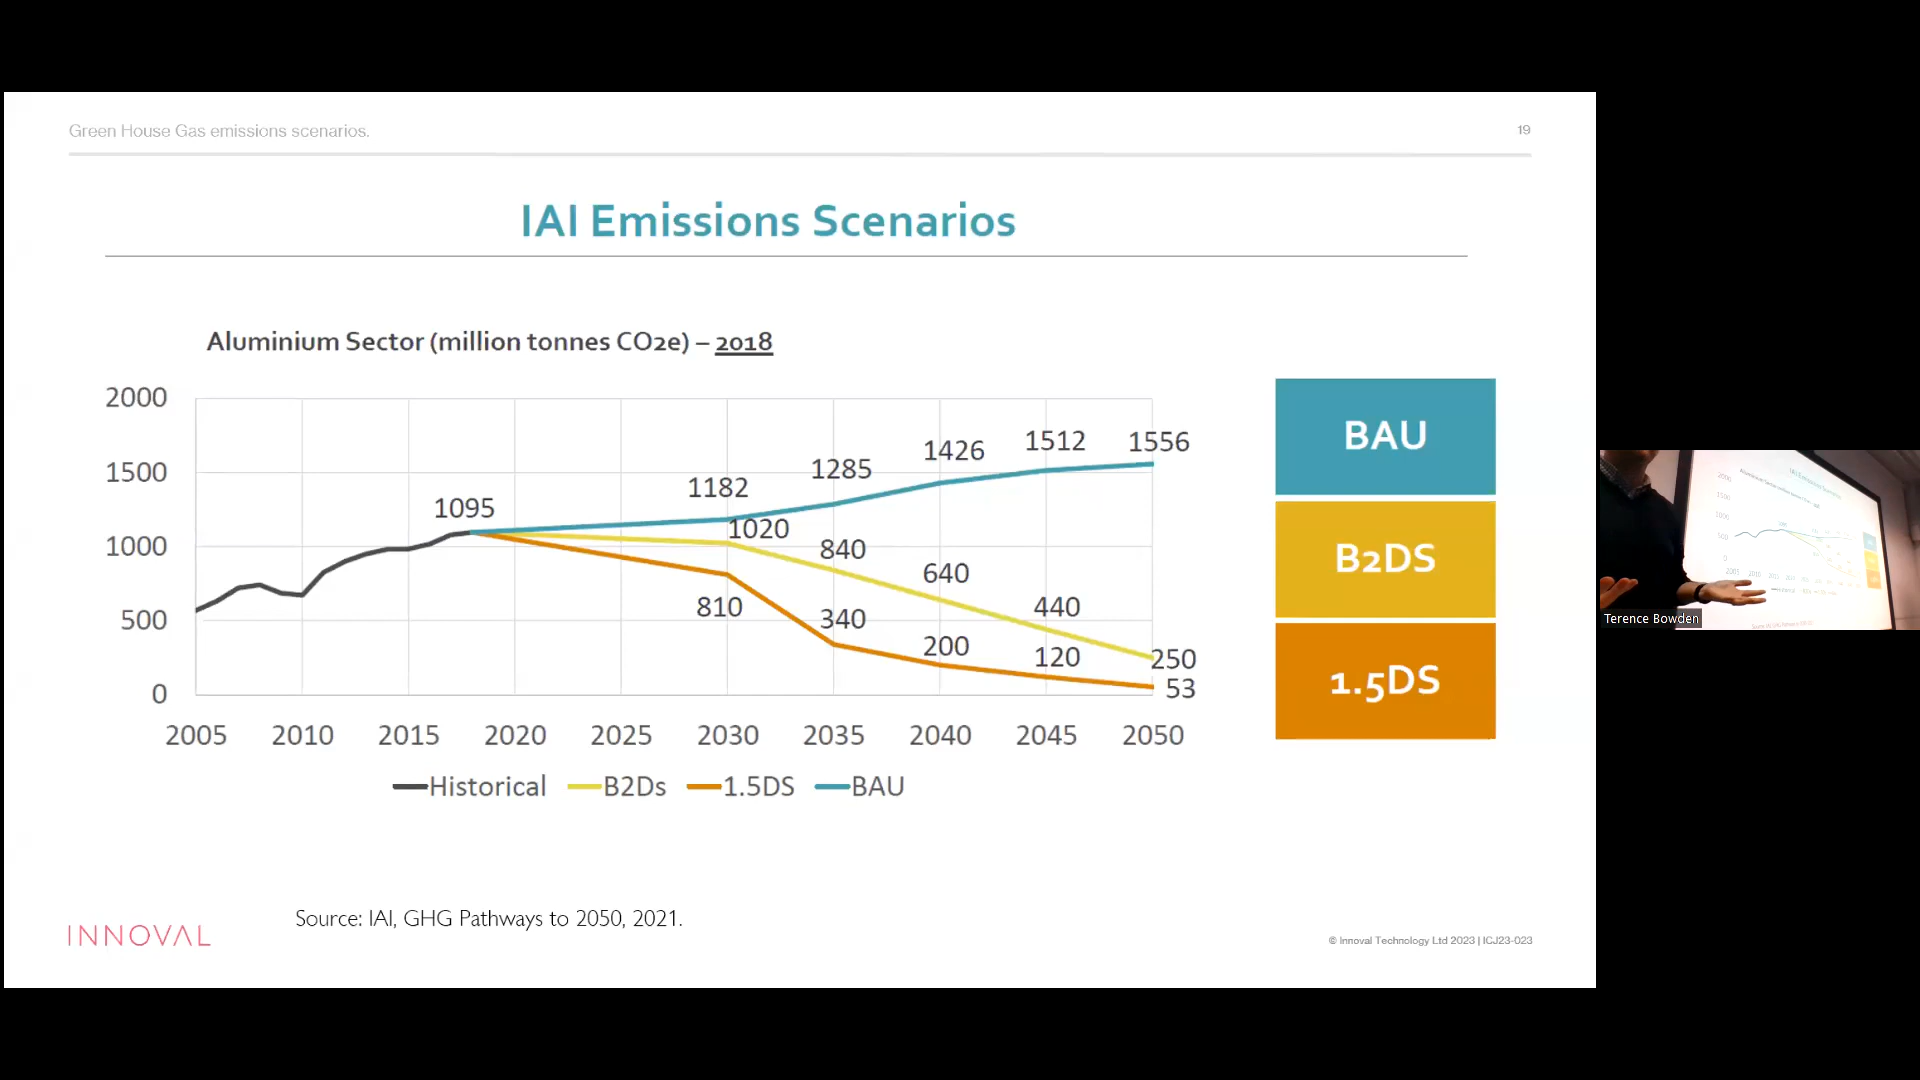 Green House Gas emissions scenarios.
19
IAI Emissions Scenarios
Aluminium Sector (million tonnes CO2e) – 2018
2000
1500
1000
500
0
1095
1182
1285
1426
1512
1556
1020
840
640
440
250
810
340
200
120
53
2005 2010 2015 2020 2025 2030 2035 2040 2045 2050
Historical B2Ds 1.5DS BAU
BAU
B2DS
1.5DS
Source: IAI, GHG Pathways to 2050, 2021.
INNOVAL
© Innoval Technology Ltd 2023 | ICJ23-023
Terence Bowden